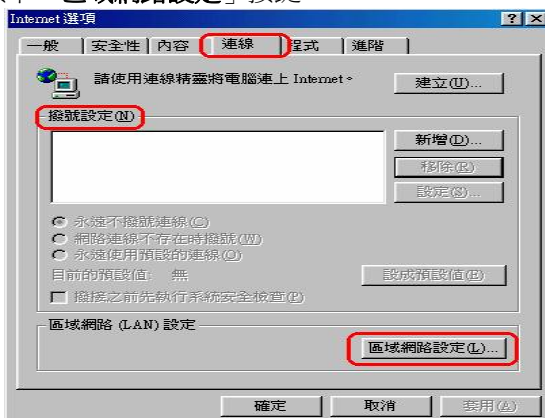 區域網路設定」按鈕
Internet 選項
一般 安全性 內容 連線 程式 進階
請使用連線精靈將電腦連上 Internet。
建立(U)...
撥號設定(N)
新增(D)...
移除(R)
設定(S)...
永遠不撥號連線(C)
網路連線不存在時撥號(W)
永遠使用預設的連線(O)
目前的預設值: 無
設成預設值(E)
撥接之前先執行系統安全檢查(P)
區域網路 (LAN) 設定
區域網路設定(L)...
確定 取消 套用(A)